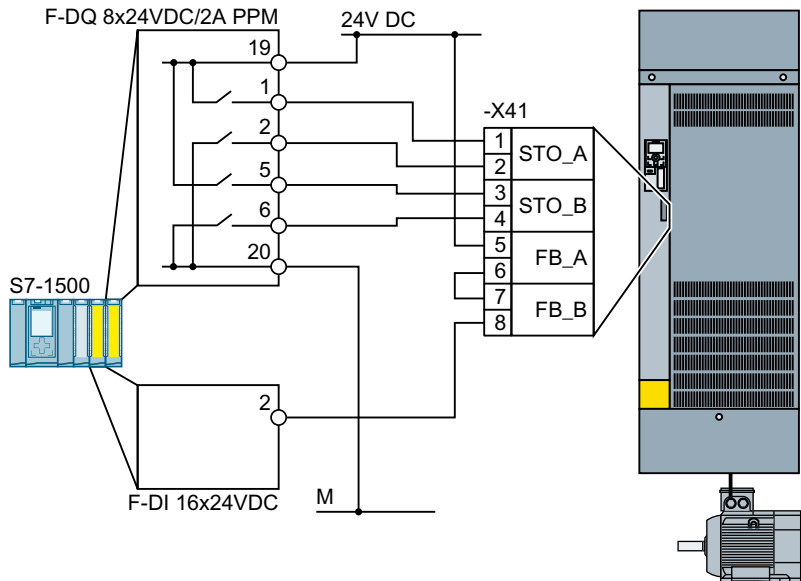 F-DQ 8x24VDC/2A PPM
24V DC
19
1
2
5
6
20
-X41
1
2
STO_A
3
4
STO_B
5
6
FB_A
7
8
FB_B
S7-1500
2
F-DI 16x24VDC
M